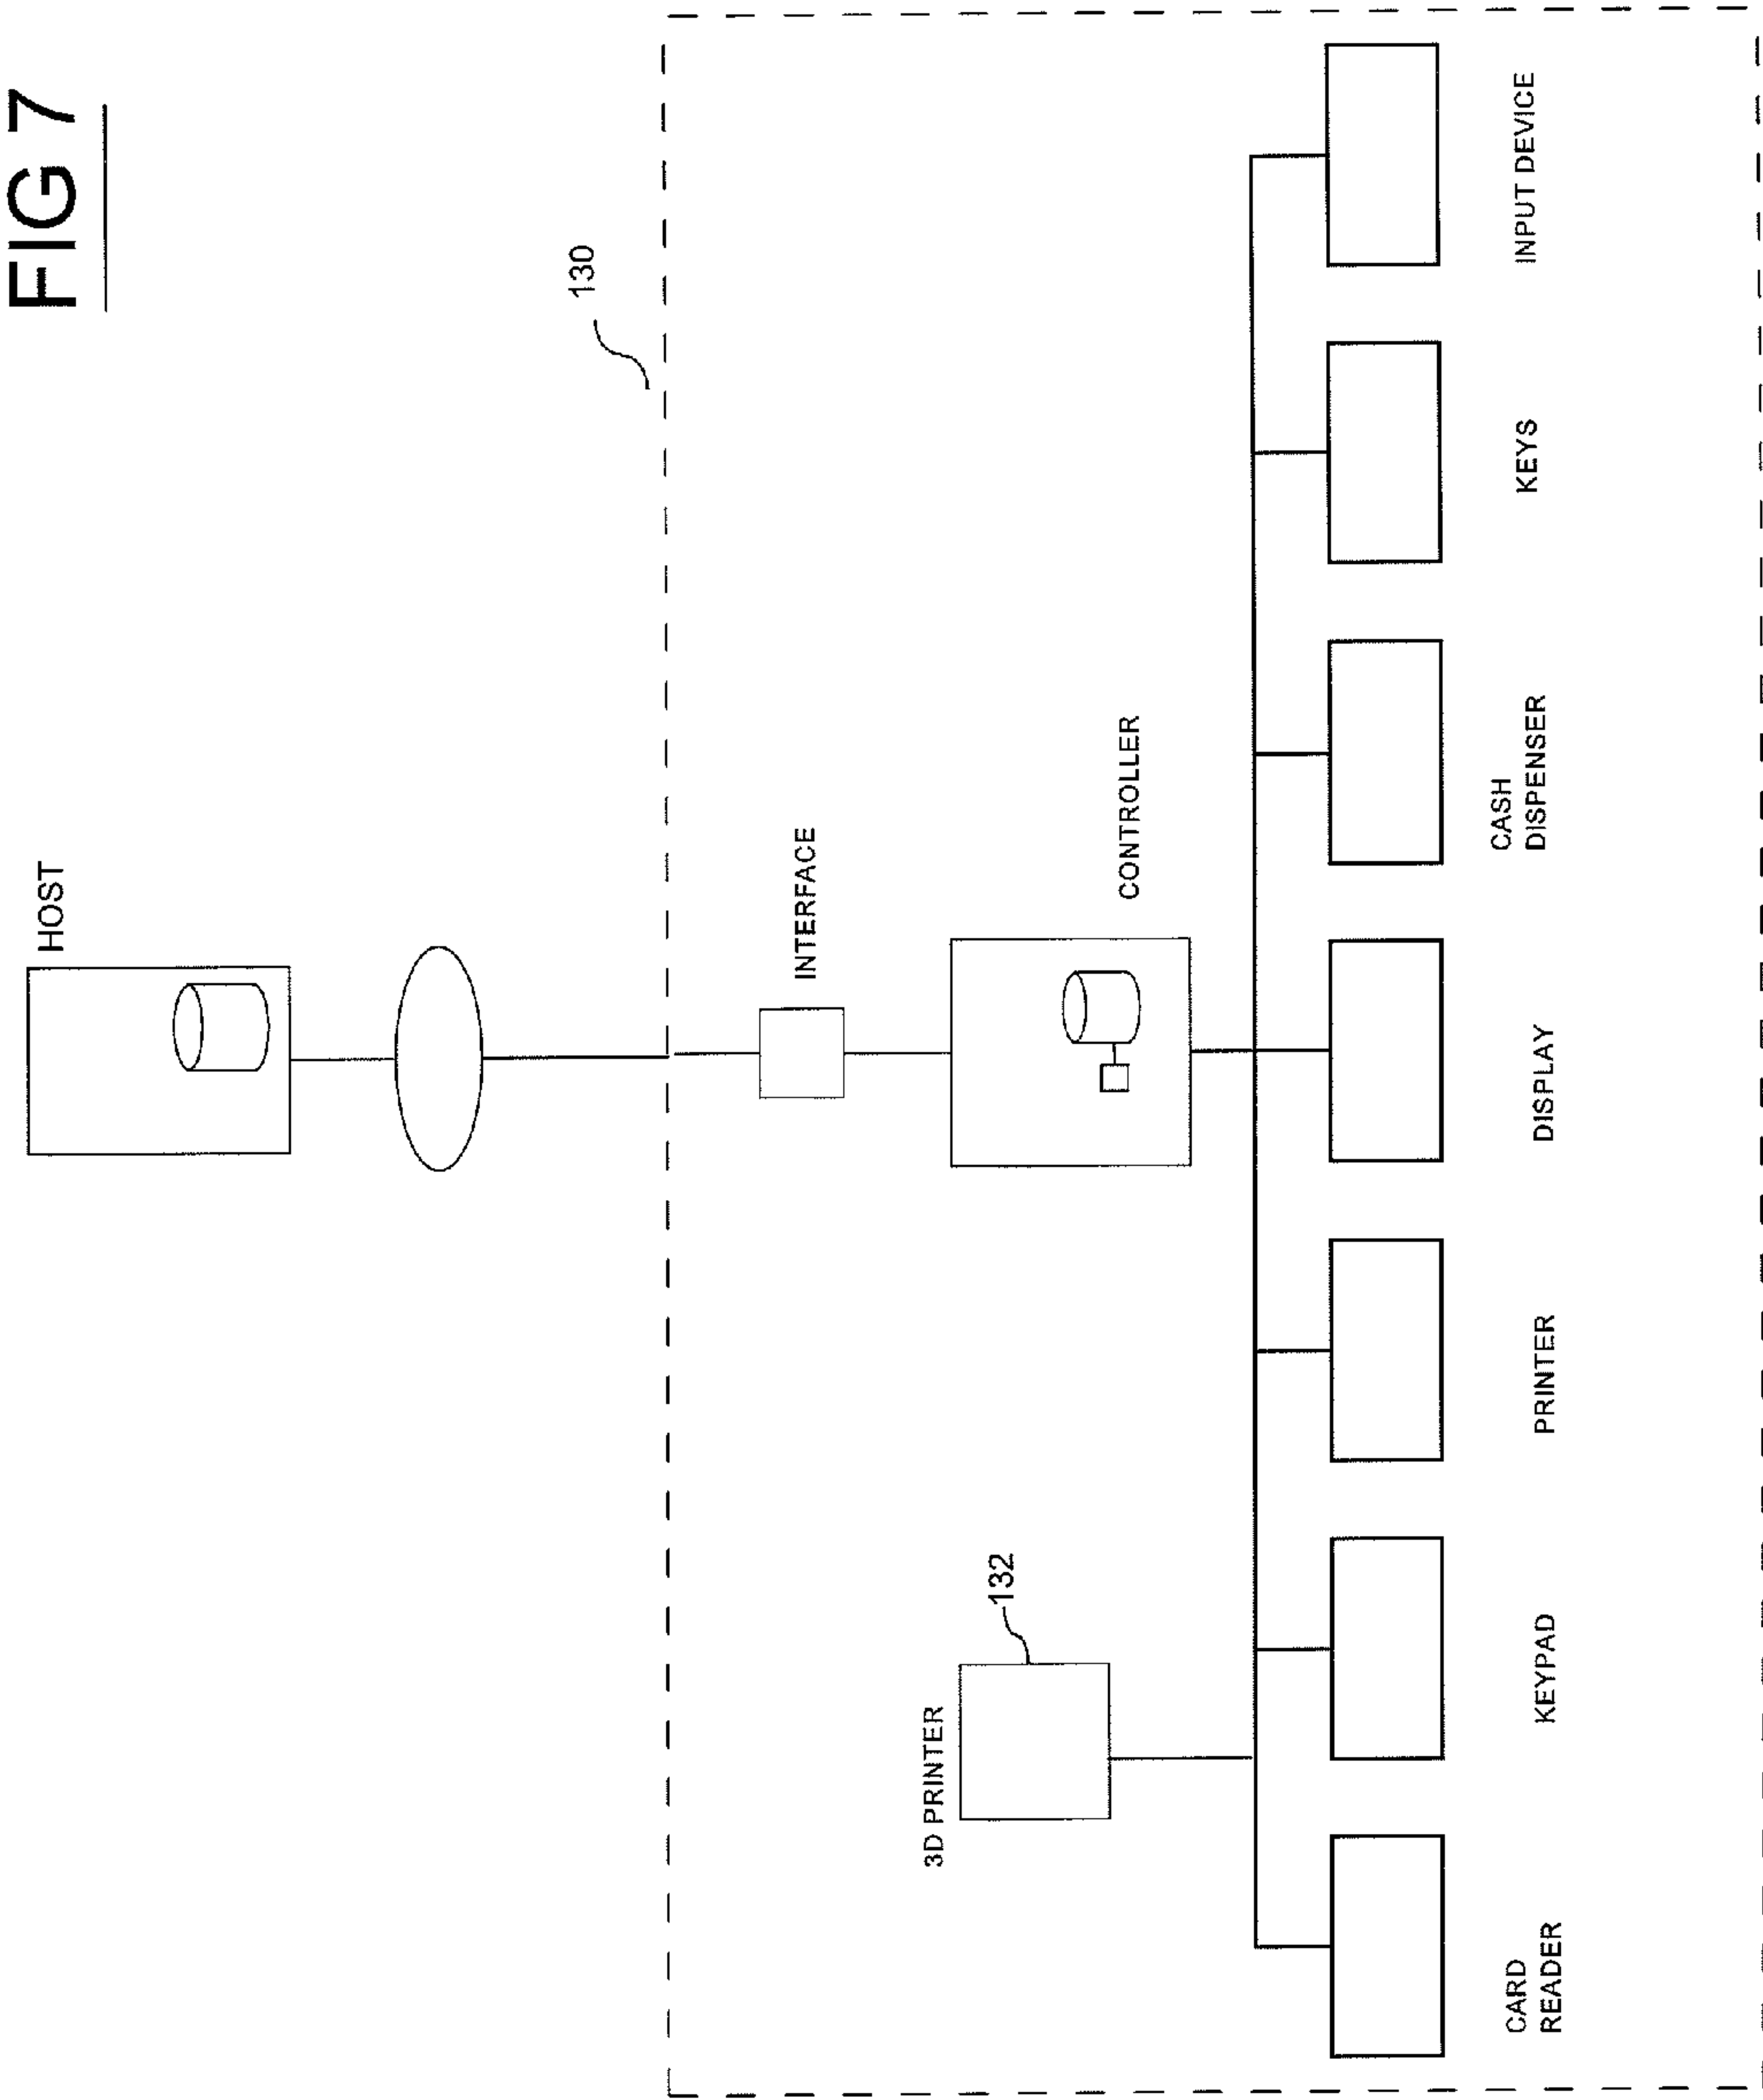 FIG 7
HOST
130
INTERFACE
CONTROLLER
3D PRINTER
132
CARD
READER
KEYPAD
PRINTER
DISPLAY
CASH
DISPENSER
KEYS
INPUT DEVICE